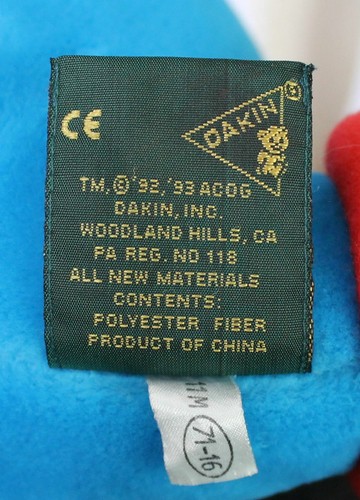 CE
DAKIN ®
TM, © '92, '93 ACOG
DAKIN, INC.
WOODLAND HILLS, CA
PA REG. NO 118
ALL NEW MATERIALS
CONTENTS:
POLYESTER FIBER
PRODUCT OF CHINA
11M 71-16